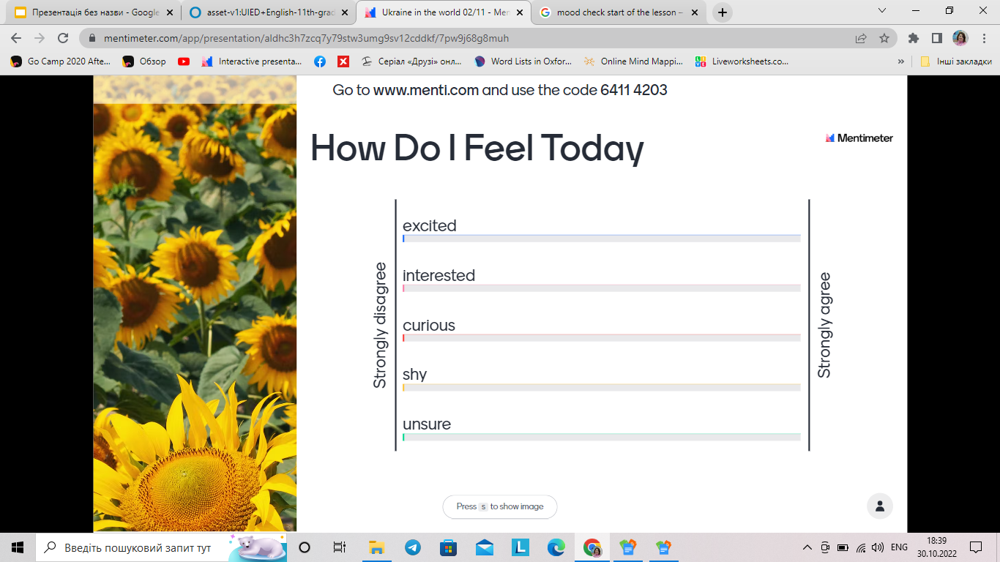 Презентація без назви - Google
asset-v1:UIED+English-11th-grad
Ukraine in the world 02/11 - Men
mood check start of the lesson –
mentimeter.com/app/presentation/aldhc3h7zcq7y79stw3umg9sv12cddkf/7pw9j68g8muh
Go Camp 2020 Afte...
Обзор
Interactive presenta...
Серіал «Друзі» онл...
Word Lists in Oxfor...
Online Mind Mappi...
Liveworksheets.co...
»
Інші закладки
Go to www.menti.com and use the code 6411 4203
How Do I Feel Today
Mentimeter
Strongly disagree
excited
interested
curious
shy
unsure
Strongly agree
Press s to show image
Введіть пошуковий запит тут
ENG
18:39
30.10.2022